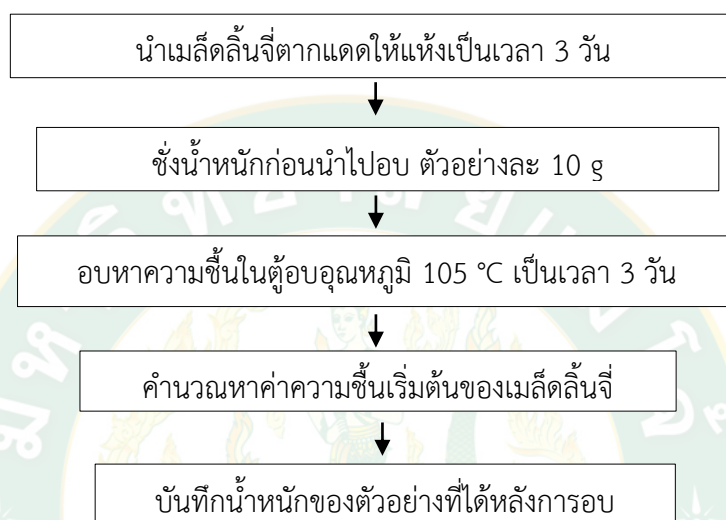 นำเมล็ดลิ้นจี่ตากแดดให้แห้งเป็นเวลา 3 วัน
ชั่งน้ำหนักก่อนนำไปอบ ตัวอย่างละ 10 g
อบหาความชื้นในตู้อบอุณหภูมิ 105 °C เป็นเวลา 3 วัน
คำนวณหาค่าความชื้นเริ่มต้นของเมล็ดลิ้นจี่
บันทึกน้ำหนักของตัวอย่างที่ได้หลังการอบ